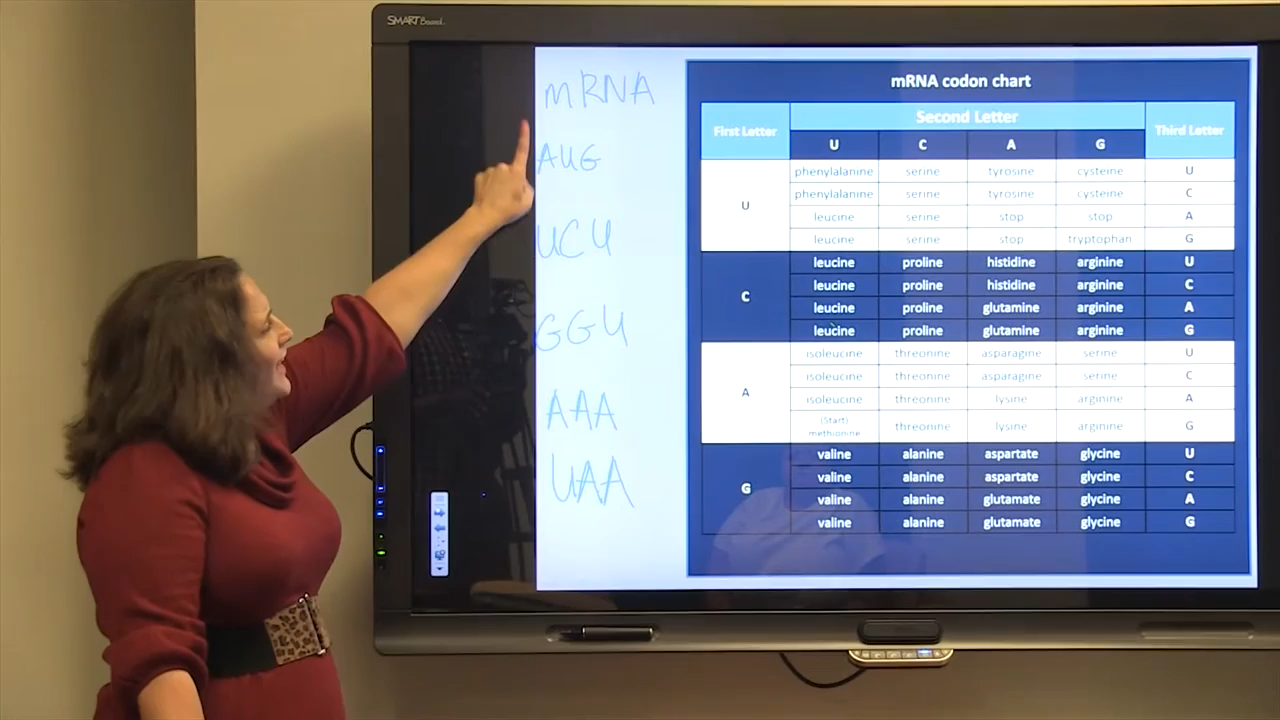 SMART Board
mRNA
AUG
UCU
GGU
AAA
UAA
mRNA codon chart
First Letter
Second Letter
Third Letter
U C A G
U
phenylalanine serine tyrosine cysteine U
phenylalanine serine tyrosine cysteine C
leucine serine stop stop A
leucine serine stop tryptophan G
C
leucine proline histidine arginine U
leucine proline histidine arginine C
leucine proline glutamine arginine A
leucine proline glutamine arginine G
A
isoleucine threonine asparagine serine U
isoleucine threonine asparagine serine C
isoleucine threonine lysine arginine A
(Start) methionine threonine lysine arginine G
G
valine alanine aspartate glycine U
valine alanine aspartate glycine C
valine alanine glutamate glycine A
valine alanine glutamate glycine G